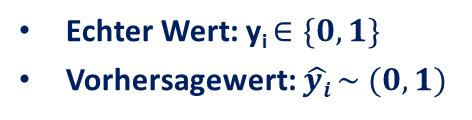 • Echter Wert: yᵢ ∈ {0, 1}
• Vorhersagewert: ŷᵢ ~ (0, 1)